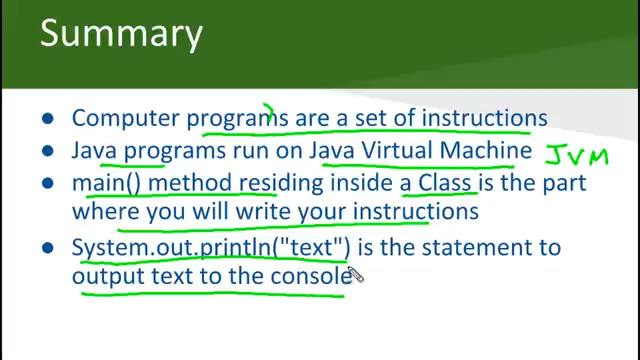 Summary
● Computer programs are a set of instructions
● Java programs run on Java Virtual Machine JVM
● main() method residing inside a Class is the part
where you will write your instructions
● System.out.println("text") is the statement to
output text to the console